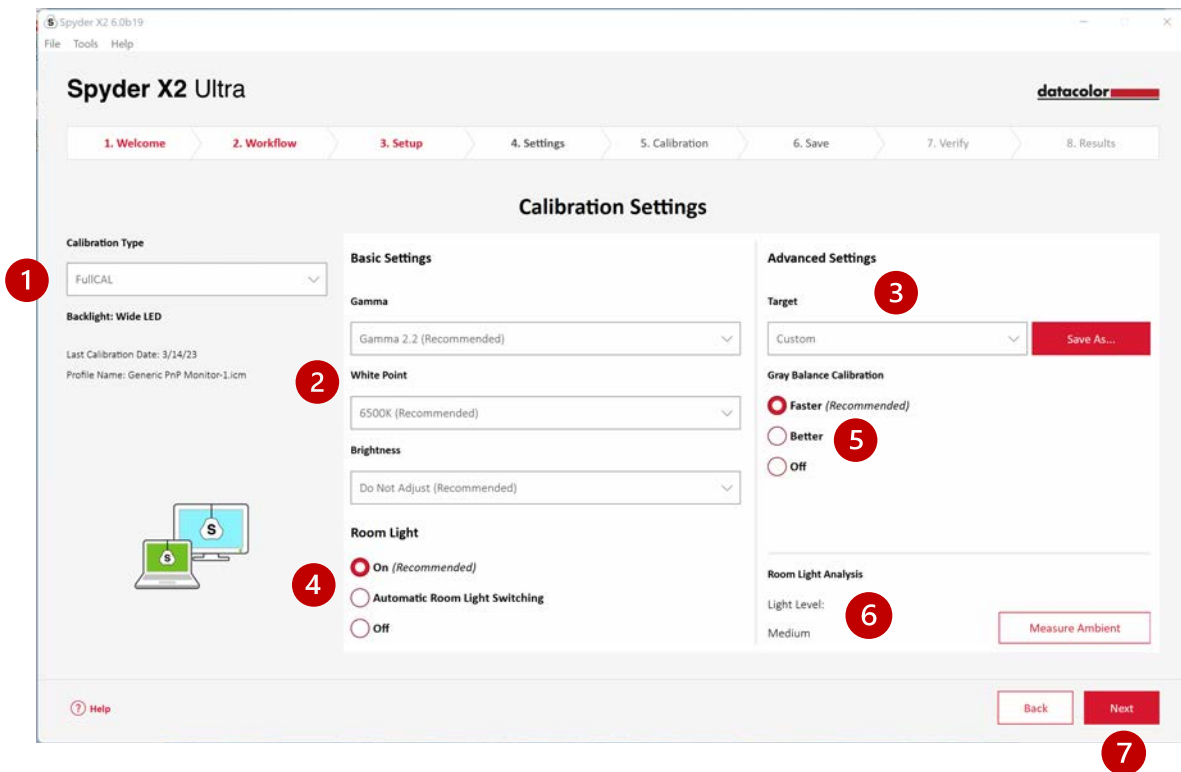 Spyder X2 6.0b19
File Tools Help
Spyder X2 Ultra
datacolor
1. Welcome
2. Workflow
3. Setup
4. Settings
5. Calibration
6. Save
7. Verify
8. Results
Calibration Settings
Calibration Type
1
FullCAL
Backlight: Wide LED
Last Calibration Date: 3/14/23
Profile Name: Generic PnP Monitor-1.icm
S
S
Basic Settings
Gamma
Gamma 2.2 (Recommended)
2
White Point
6500K (Recommended)
Brightness
Do Not Adjust (Recommended)
Room Light
4
On (Recommended)
Automatic Room Light Switching
Off
Advanced Settings
3
Target
Custom
Save As...
Gray Balance Calibration
Faster (Recommended)
Better
5
Off
Room Light Analysis
Light Level:
6
Medium
Measure Ambient
? Help
Back
Next
7